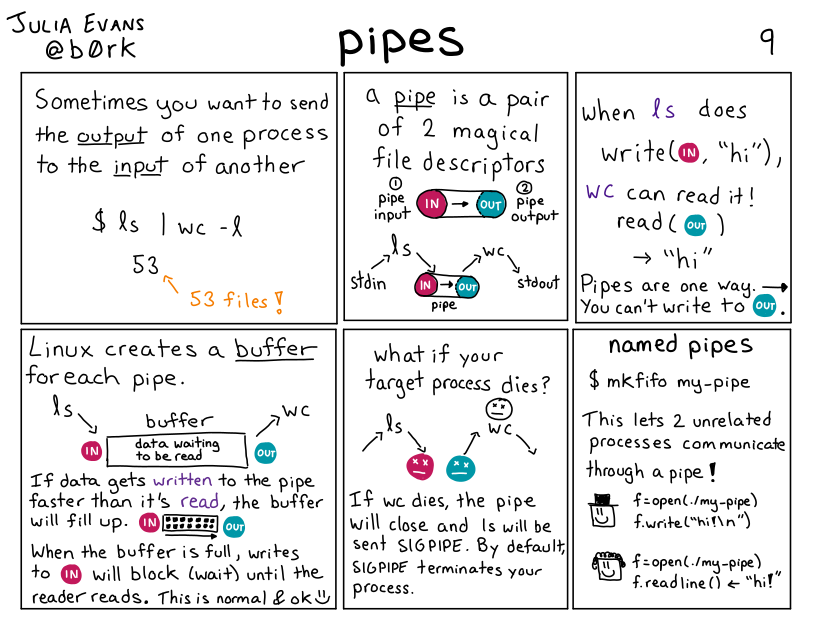 JULIA EVANS
@b0rk
pipes
9
Sometimes you want to send
the output of one process
to the input of another
$ ls | wc -l
53
53 files!
a pipe is a pair
of 2 magical
file descriptors
① pipe input
IN → OUT
② pipe output
ls
wc
stdin
IN → OUT
stdout
pipe
when ls does
write(IN, "hi"),
wc can read it!
read( OUT )
→ "hi"
Pipes are one way. →
You can't write to OUT.
Linux creates a buffer
for each pipe.
ls
buffer
wc
IN
data waiting
to be read
OUT
If data gets written to the pipe
faster than it's read, the buffer
will fill up. IN OUT
When the buffer is full, writes
to IN will block (wait) until the
reader reads. This is normal & ok
what if your
target process dies?
ls
wc
If wc dies, the pipe
will close and ls will be
sent SIGPIPE. By default,
SIGPIPE terminates your
process.
named pipes
$ mkfifo my-pipe
This lets 2 unrelated
processes communicate
through a pipe!
f=open(./my-pipe)
f.write("hi!\n")
f=open(./my-pipe)
f.readline() ← "hi!"